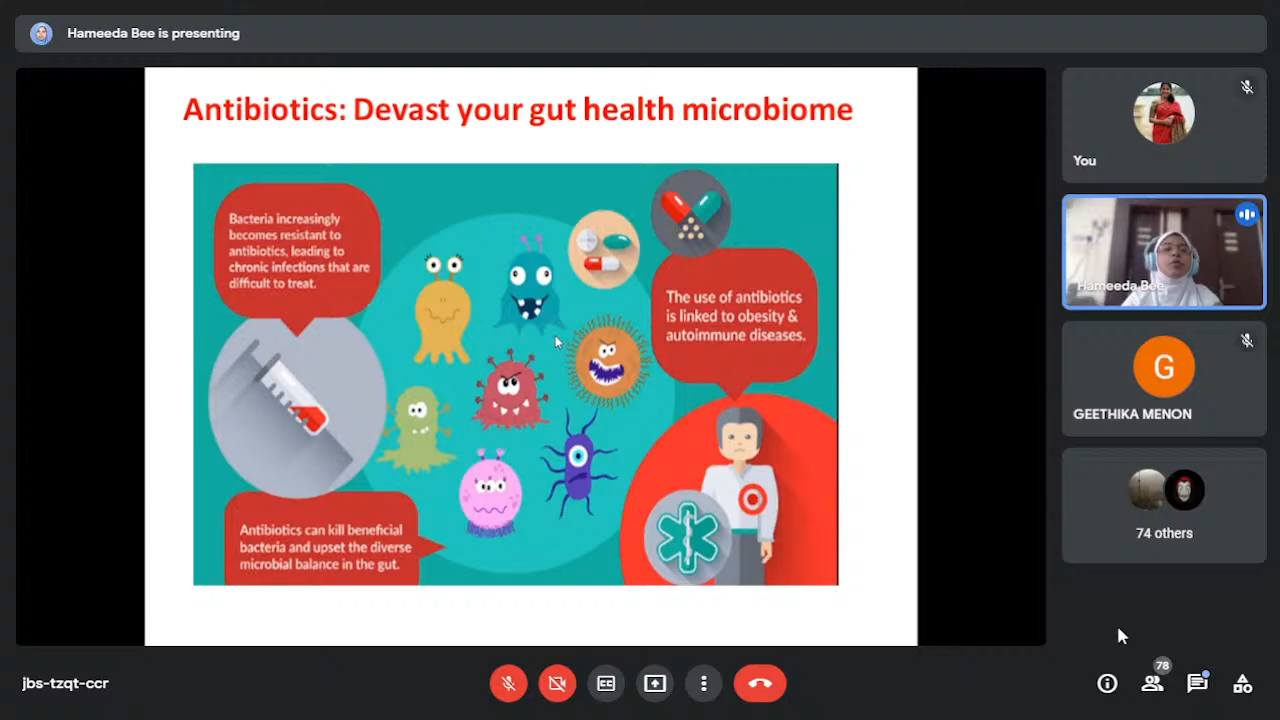 Hameeda Bee is presenting
Antibiotics: Devast your gut health microbiome
Bacteria increasingly
becomes resistant to
antibiotics, leading to
chronic infections that are
difficult to treat.
The use of antibiotics
is linked to obesity &
autoimmune diseases.
Antibiotics can kill beneficial
bacteria and upset the diverse
microbial balance in the gut.
You
Hameeda Bee
G
GEETHIKA MENON
74 others
jbs-tzqt-ccr
CC
78